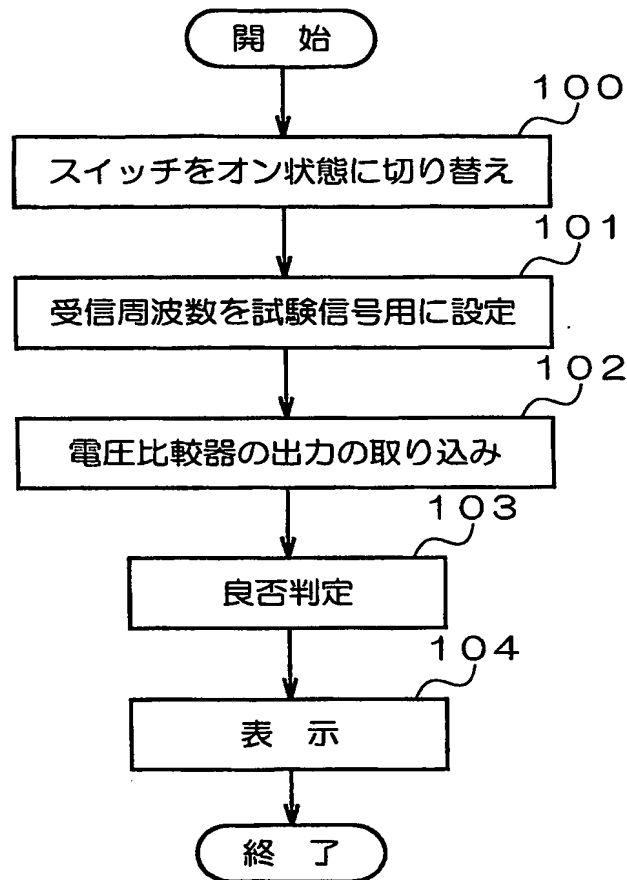 開 始
100
スイッチをオン状態に切り替え
101
受信周波数を試験信号用に設定
102
電圧比較器の出力の取り込み
103
良否判定
104
表 示
終 了